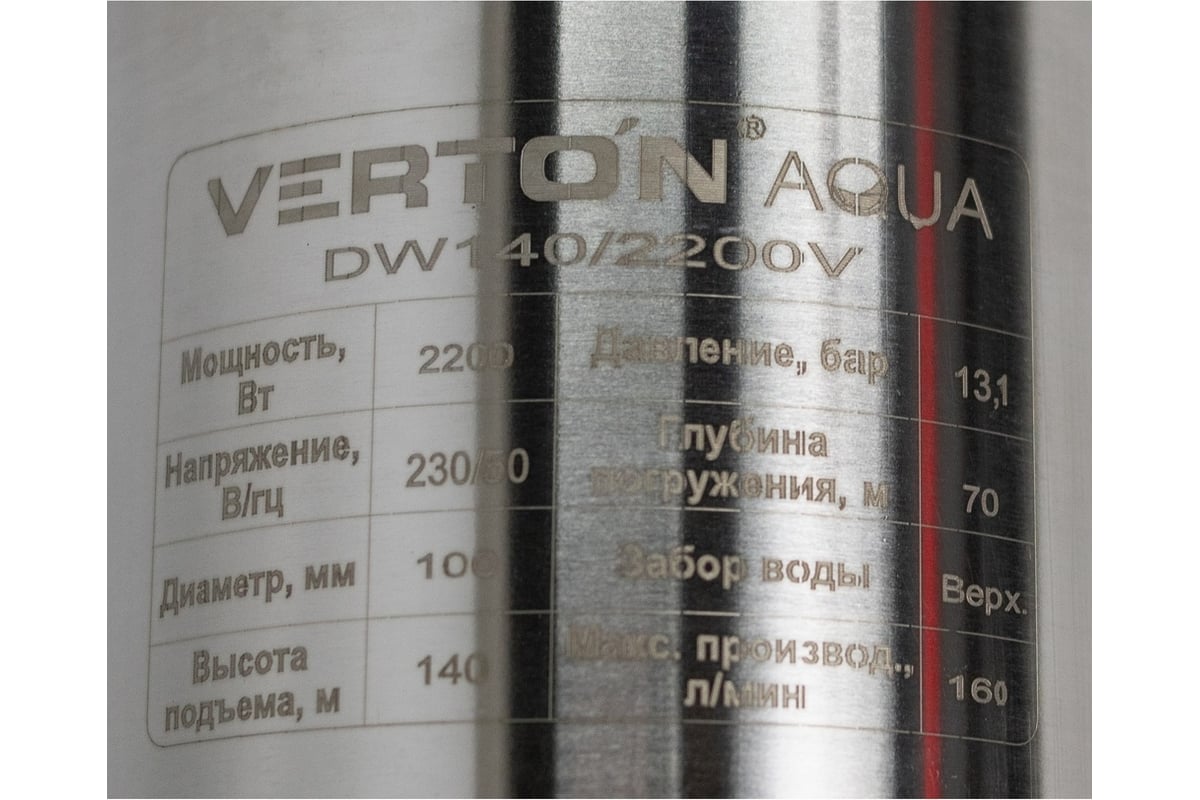 VERTON® AQUA
DW140/2200V
Мощность,
Вт
2200
Давление, бар
13,1
Напряжение,
В/гц
230/50
Глубина
погружения, м
70
Диаметр, мм
100
Забор воды
Верх.
Высота
подъема, м
140
Макс. производ.,
л/мин
160